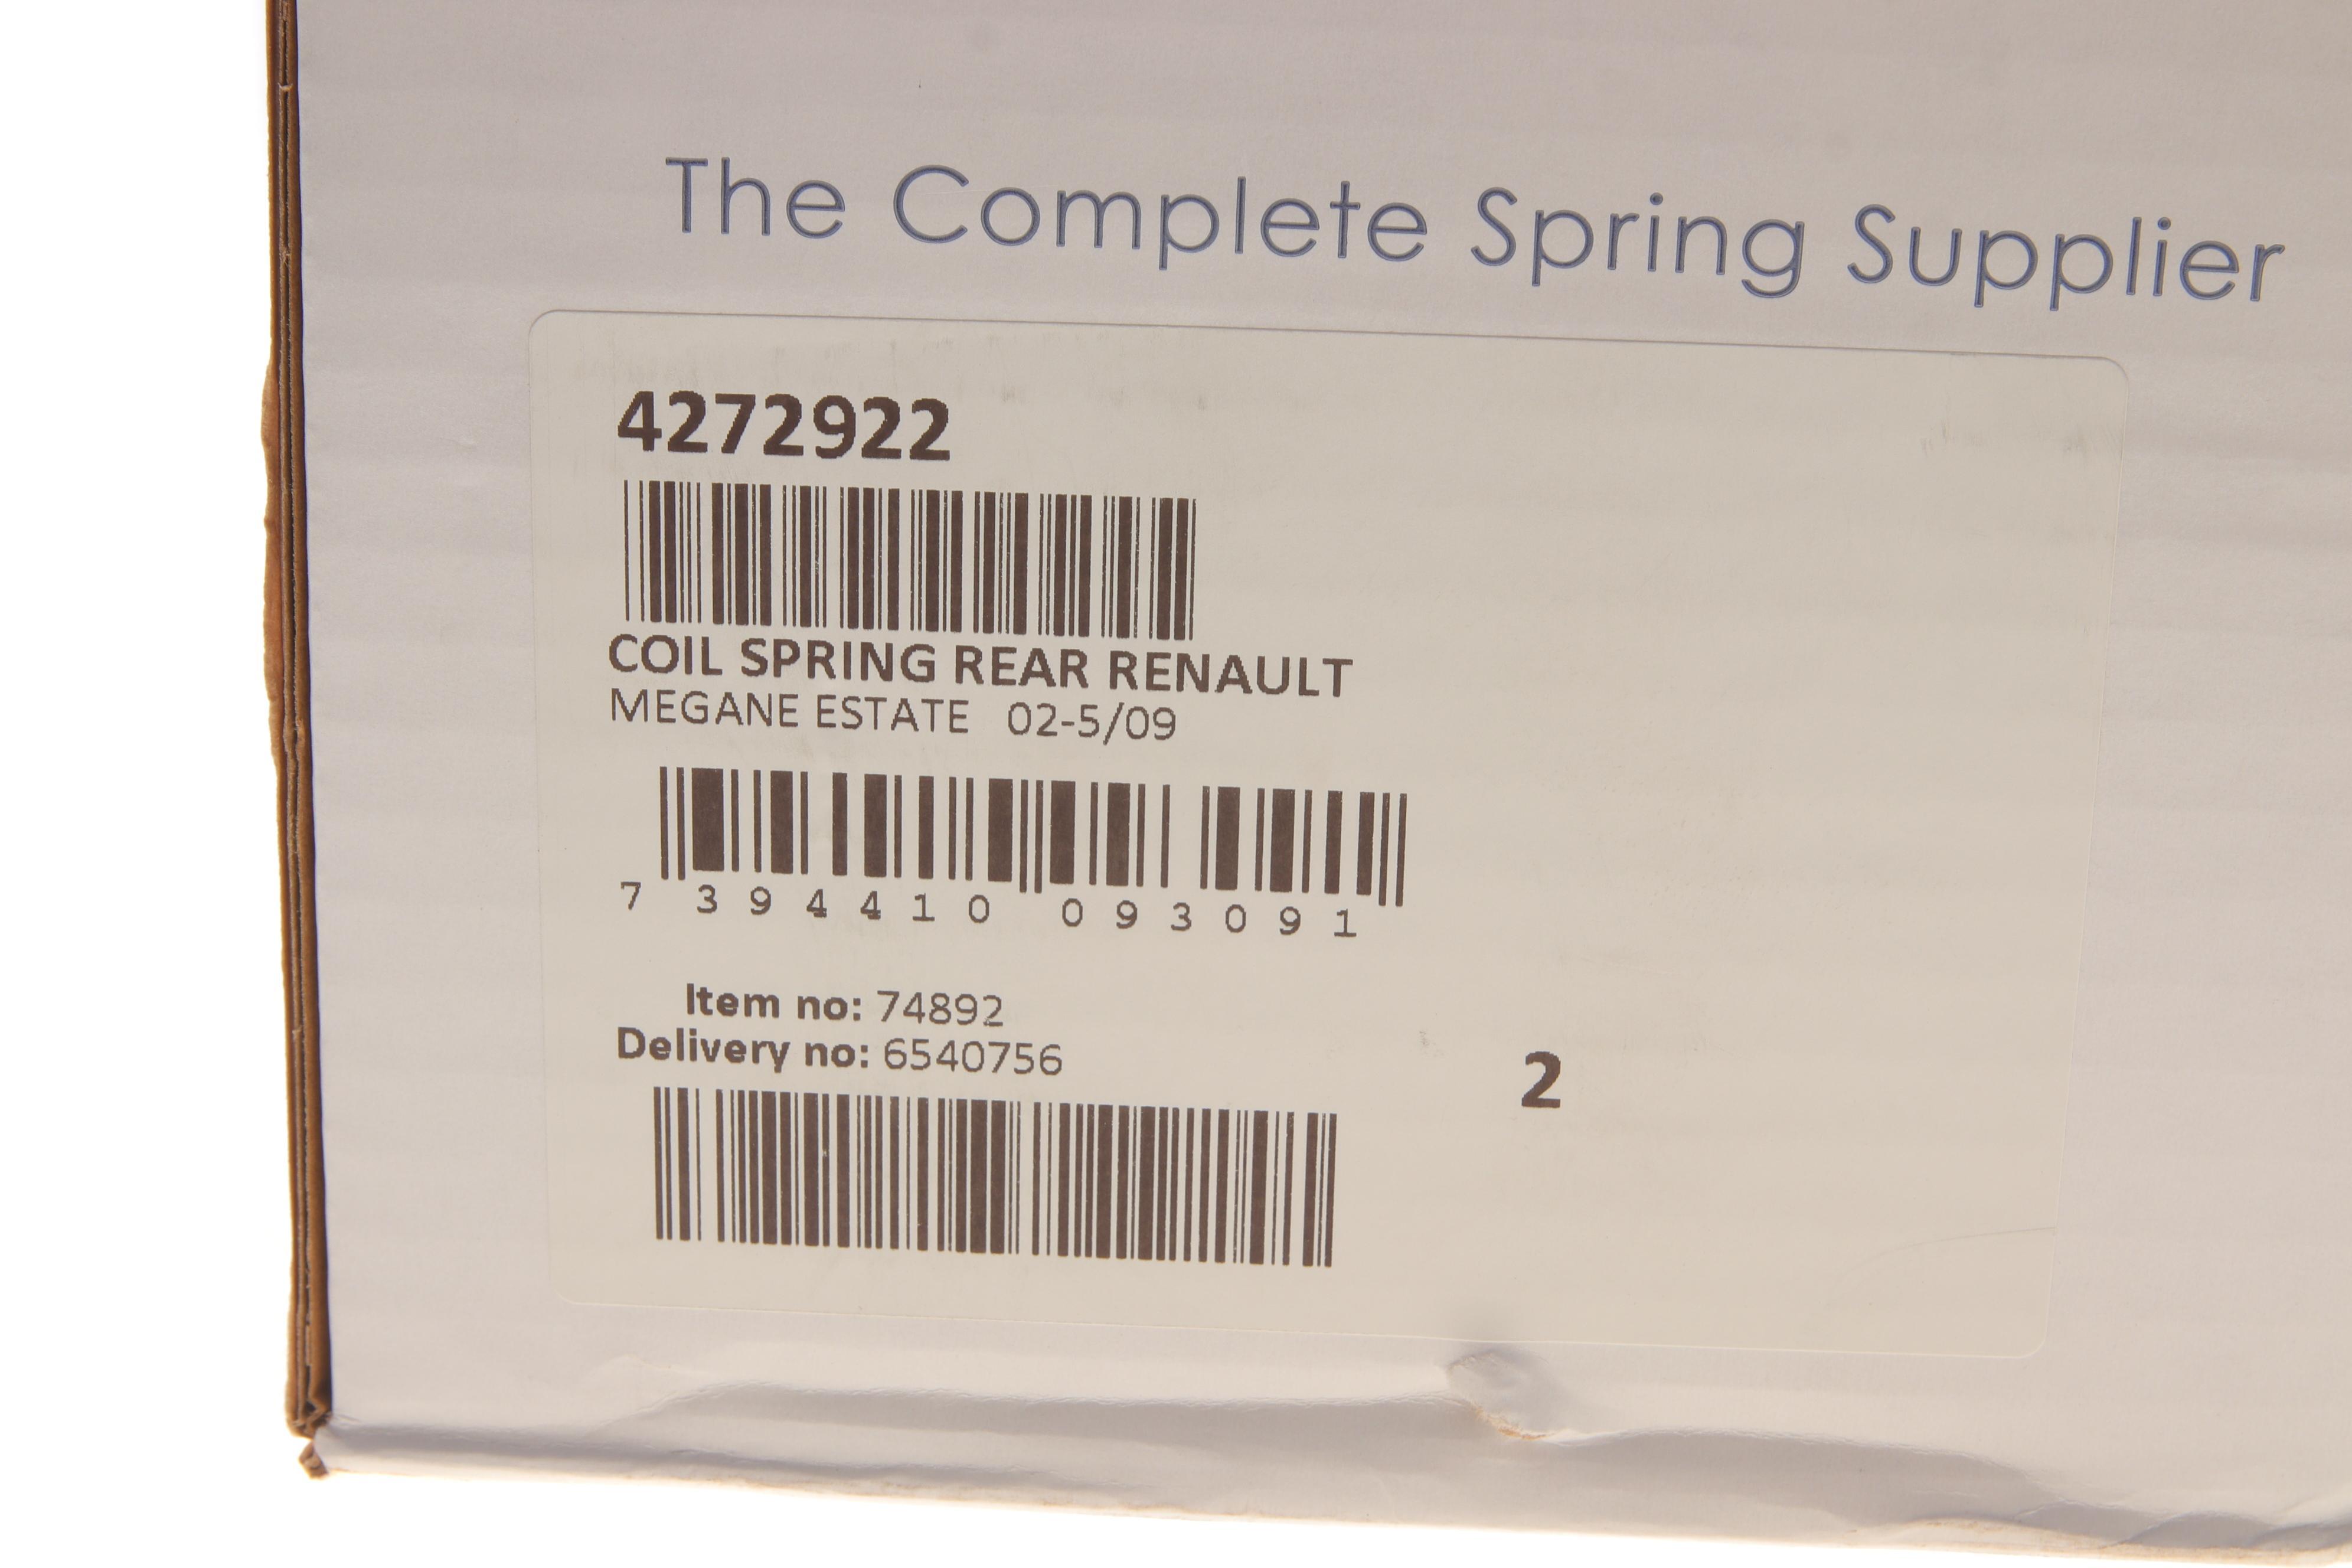 The Complete Spring Supplier
4272922
COIL SPRING REAR RENAULT
MEGANE ESTATE 02-5/09
7 394410 093091
Item no: 74892
Delivery no: 6540756
2